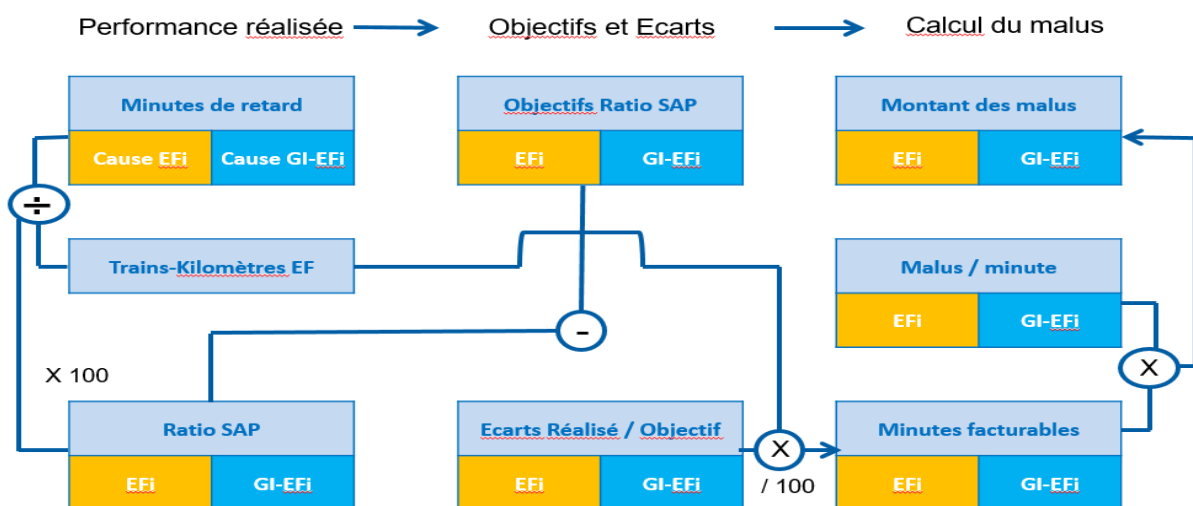 Performance réalisée
Objectifs et Ecarts
Calcul du malus
Minutes de retard
Cause EFi
Cause GI-EFi
Objectifs Ratio SAP
EFi
GI-EFi
Montant des malus
EFi
GI-EFi
÷
Trains-Kilomètres EF
Malus / minute
EFi
GI-EFi
-
X
X 100
Ratio SAP
EFi
GI-EFi
Ecarts Réalisé / Objectif
EFi
GI-EFi
X
/ 100
Minutes facturables
EFi
GI-EFi